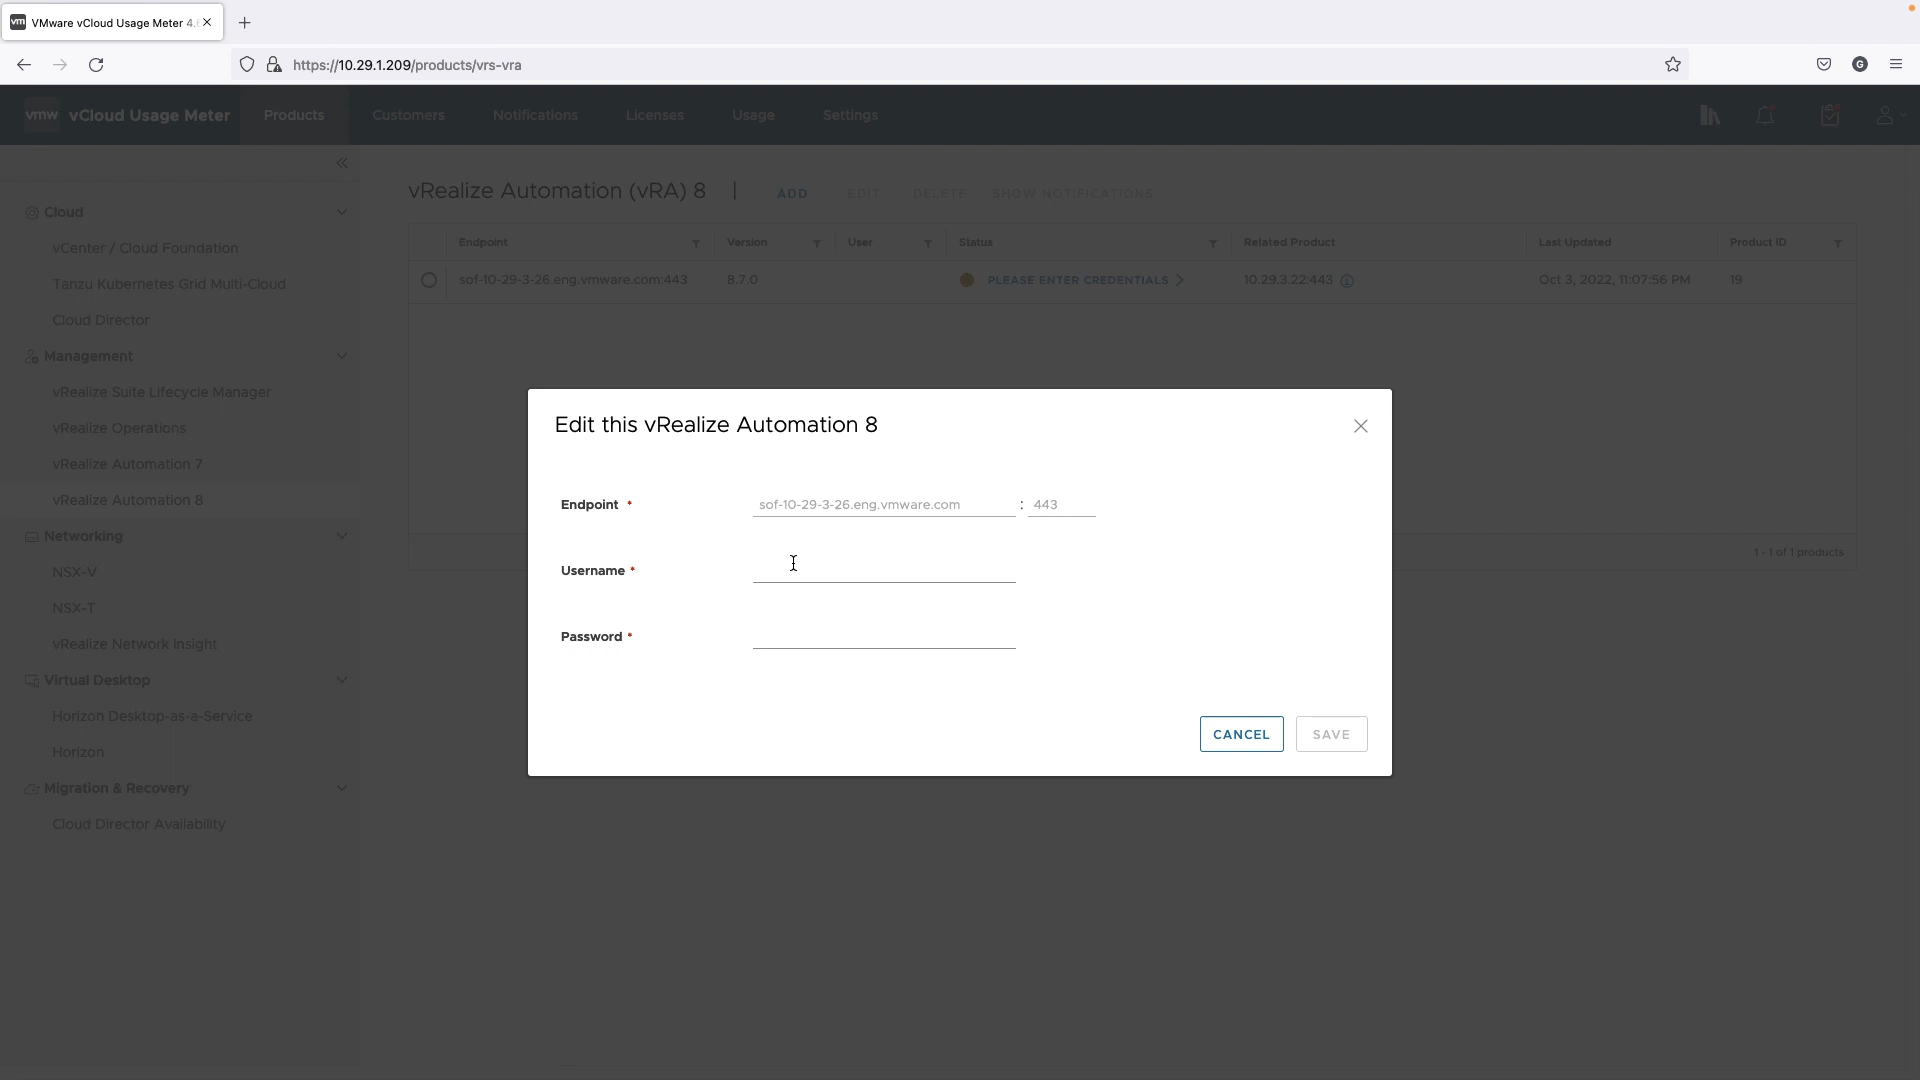 VMware vCloud Usage Meter 4.
https://10.29.1.209/products/vrs-vra
vmw vCloud Usage Meter Products Customers Notifications Licenses Usage Settings
vRealize Automation (vRA) 8 | ADD EDIT DELETE SHOW NOTIFICATIONS
Cloud
vCenter / Cloud Foundation
Tanzu Kubernetes Grid Multi-Cloud
Cloud Director
Management
vRealize Suite Lifecycle Manager
vRealize Operations
vRealize Automation 7
vRealize Automation 8
Networking
NSX-V
NSX-T
vRealize Network Insight
Virtual Desktop
Horizon Desktop-as-a-Service
Horizon
Migration & Recovery
Cloud Director Availability
Endpoint Version User Status Related Product Last Updated Product ID
sof-10-29-3-26.eng.vmware.com:443 8.7.0 PLEASE ENTER CREDENTIALS 10.29.3.22:443 Oct 3, 2022, 11:07:56 PM 19
1 - 1 of 1 products
Edit this vRealize Automation 8
Endpoint * sof-10-29-3-26.eng.vmware.com : 443
Username *
Password *
CANCEL SAVE